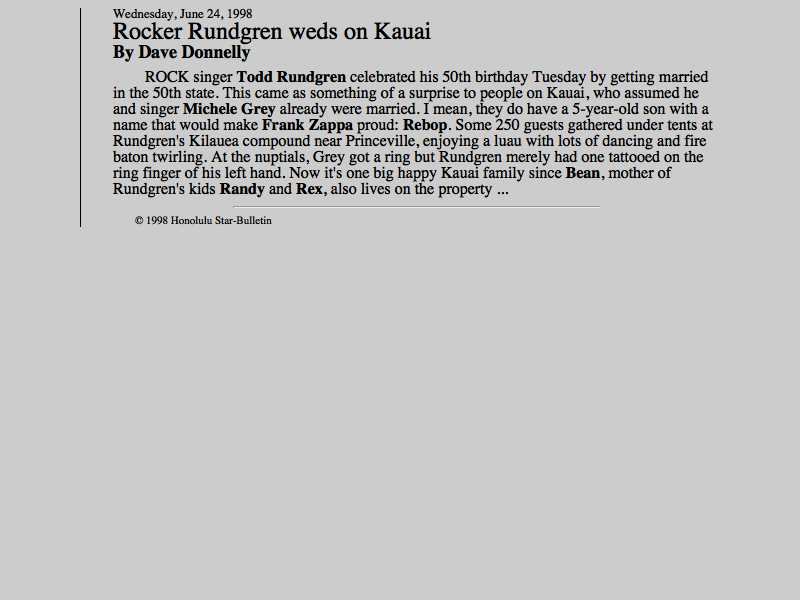 Wednesday, June 24, 1998
Rocker Rundgren weds on Kauai
By Dave Donnelly
ROCK singer Todd Rundgren celebrated his 50th birthday Tuesday by getting married
in the 50th state. This came as something of a surprise to people on Kauai, who assumed he
and singer Michele Grey already were married. I mean, they do have a 5-year-old son with a
name that would make Frank Zappa proud: Rebop. Some 250 guests gathered under tents at
Rundgren's Kilauea compound near Princeville, enjoying a luau with lots of dancing and fire
baton twirling. At the nuptials, Grey got a ring but Rundgren merely had one tattooed on the
ring finger of his left hand. Now it's one big happy Kauai family since Bean, mother of
Rundgren's kids Randy and Rex, also lives on the property ...
© 1998 Honolulu Star-Bulletin